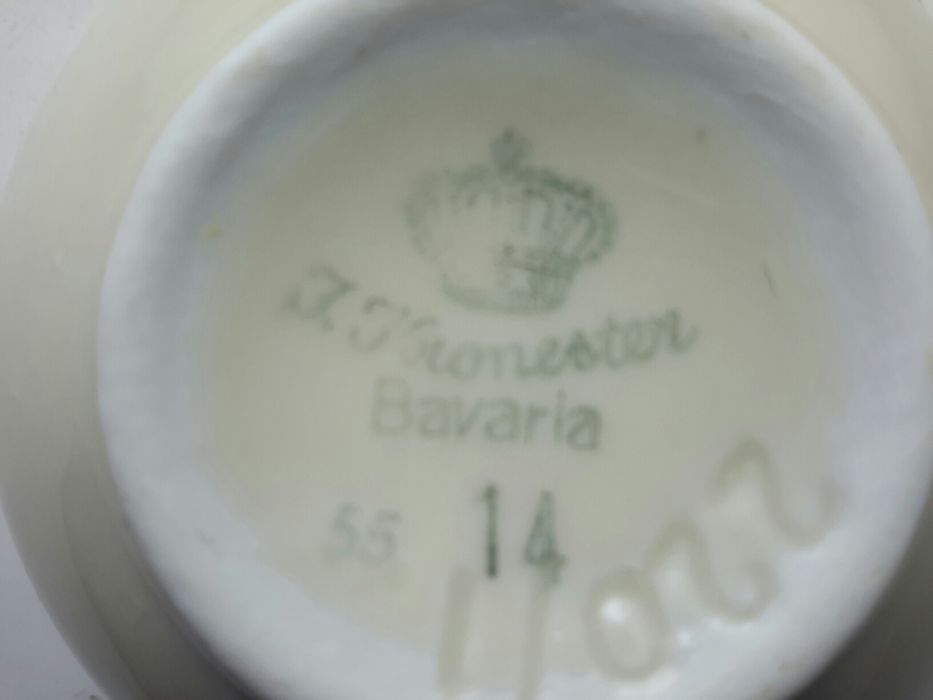 J. Kronester
Bavaria
55 14